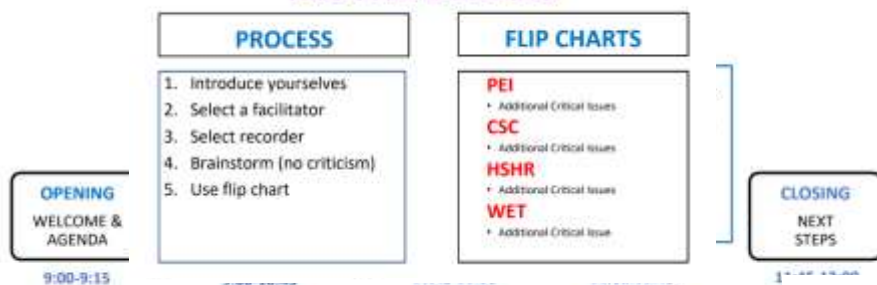 PROCESS
1. Introduce yourselves
2. Select a facilitator
3. Select recorder
4. Brainstorm (no criticism)
5. Use flip chart
FLIP CHARTS
PEI
• Additional Critical Issues
CSC
• Additional Critical Issues
HSHR
• Additional Critical Issues
WET
• Additional Critical Issue
OPENING
WELCOME &
AGENDA
9:00-9:15
CLOSING
NEXT
STEPS